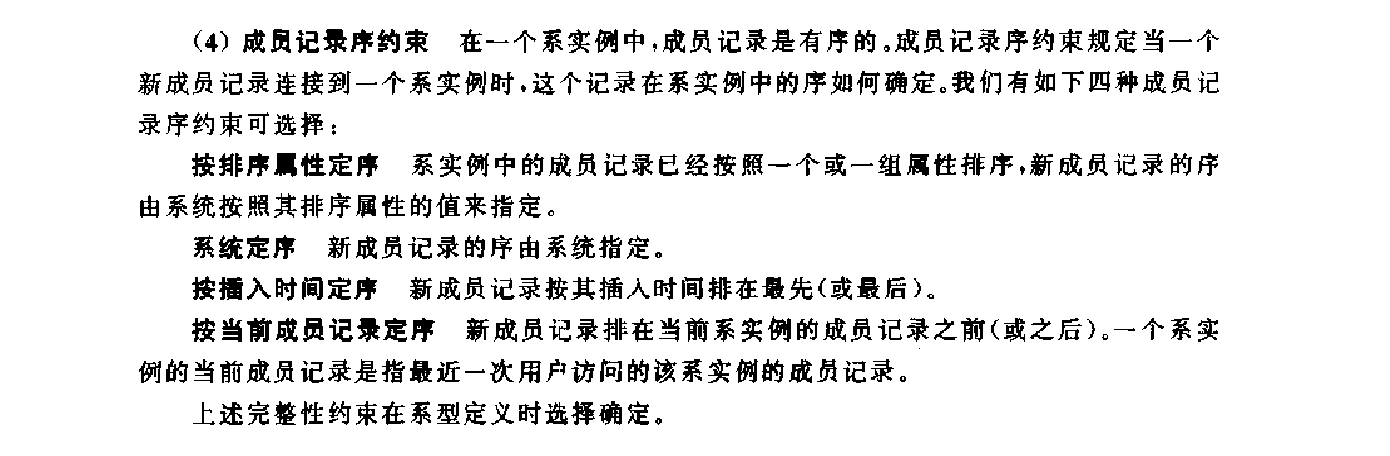 (4) 成员记录序约束　在一个系实例中,成员记录是有序的。成员记录序约束规定当一个
新成员记录连接到一个系实例时,这个记录在系实例中的序如何确定。我们有如下四种成员记
录序约束可选择:
按排序属性定序　系实例中的成员记录已经按照一个或一组属性排序,新成员记录的序
由系统按照其排序属性的值来指定。
系统定序　新成员记录的序由系统指定。
按插入时间定序　新成员记录按其插入时间排在最先(或最后)。
按当前成员记录定序　新成员记录排在当前系实例的成员记录之前(或之后)。一个系实
例的当前成员记录是指最近一次用户访问的该系实例的成员记录。
上述完整性约束在系型定义时选择确定。